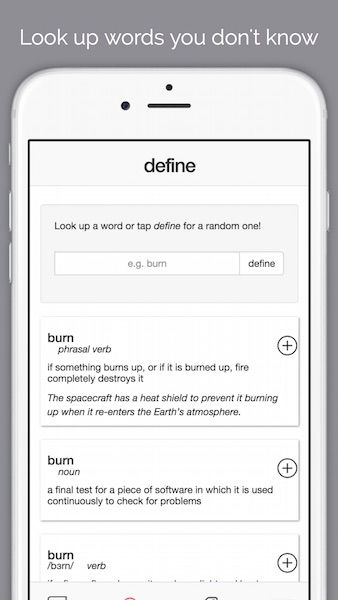 Look up words you don't know
define
Look up a word or tap define for a random one!
e.g. burn define
burn
phrasal verb
if something burns up, or if it is burned up, fire
completely destroys it
The spacecraft has a heat shield to prevent it burning
up when it re-enters the Earth's atmosphere.
burn
noun
a final test for a piece of software in which it is used
continuously to check for problems
burn
/bɜrn/ verb